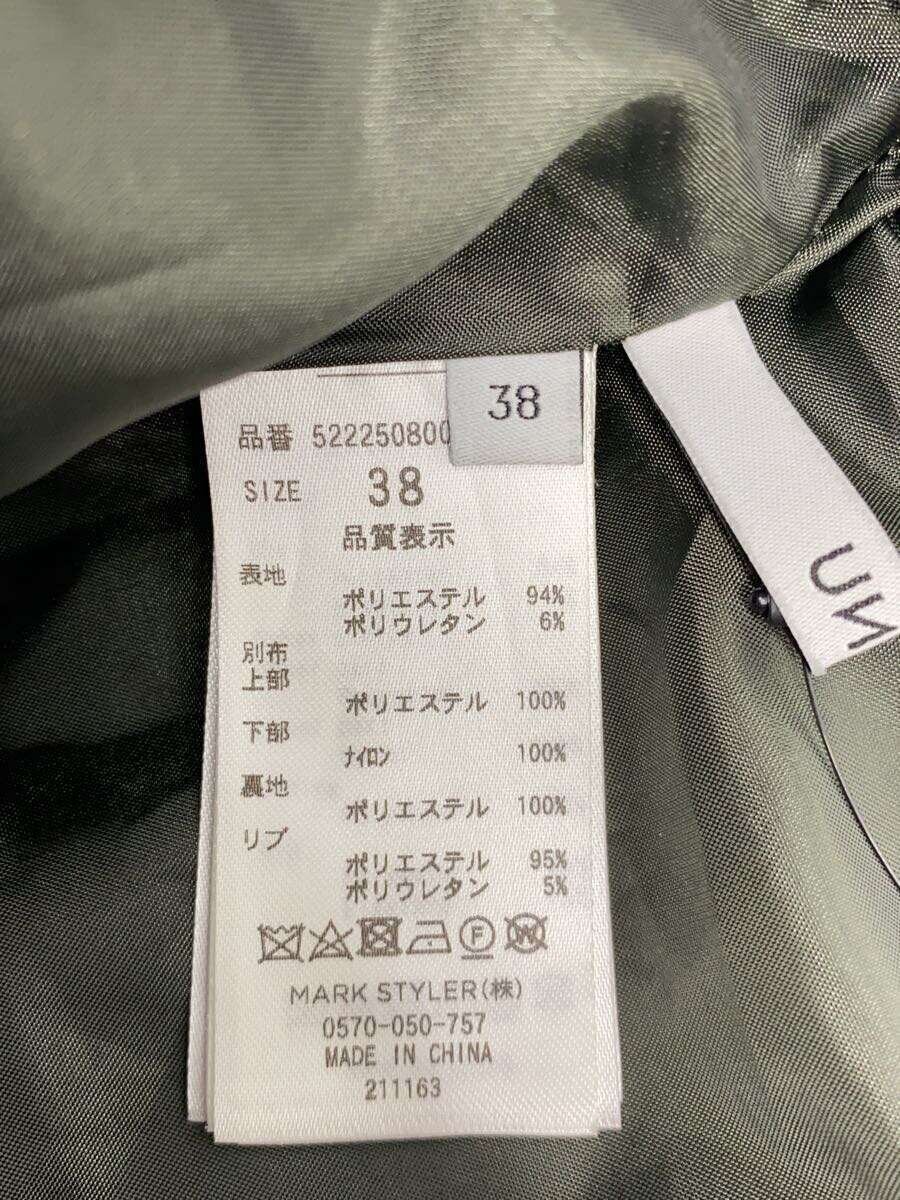 38
品番 522250800
SIZE 38
品質表示
表地
ポリエステル 94%
ポリウレタン 6%
別布
上部
ポリエステル 100%
下部
ナイロン 100%
裏地
ポリエステル 100%
リブ
ポリエステル 95%
ポリウレタン 5%
F
W
MARK STYLER(株)
0570-050-757
MADE IN CHINA
211163
UN